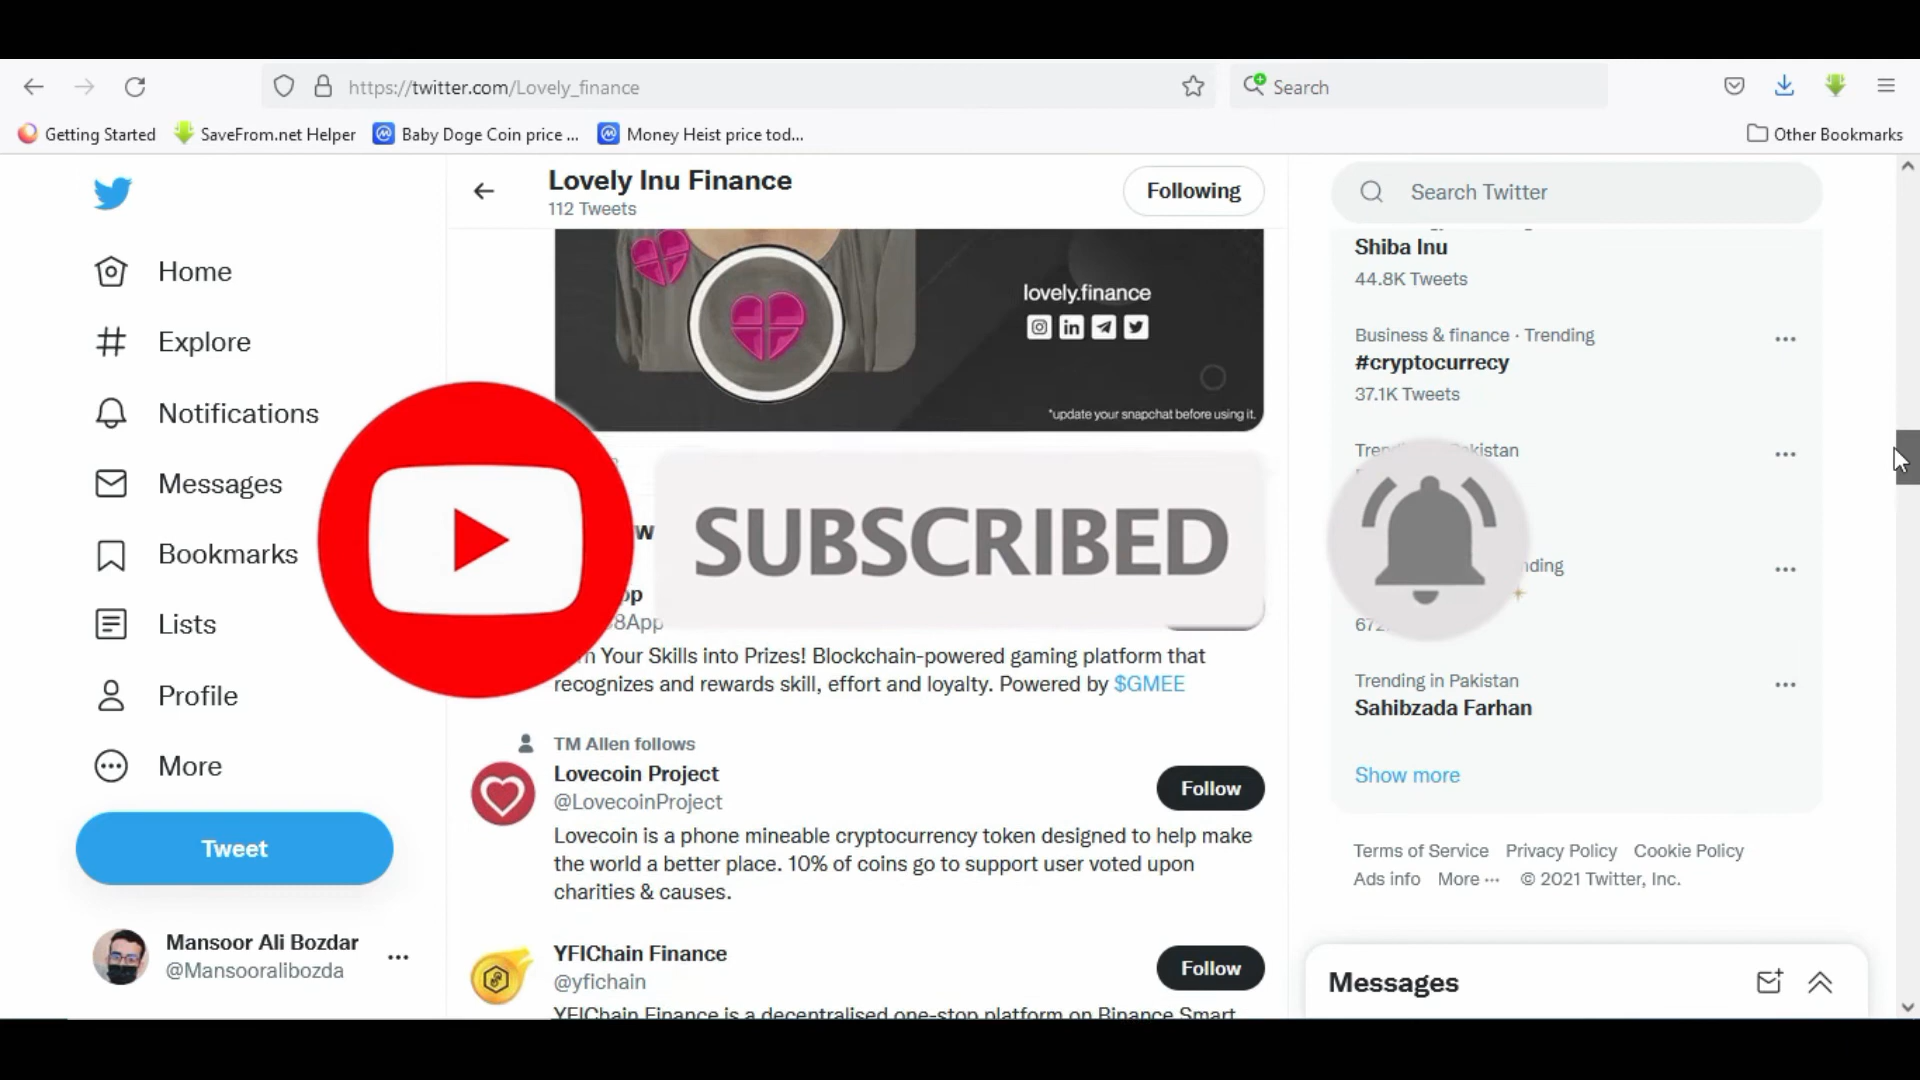 https://twitter.com/Lovely_finance
Search
Getting Started
SaveFrom.net Helper
Baby Doge Coin price ...
Money Heist price tod...
Other Bookmarks
Home
Explore
Notifications
Messages
Bookmarks
Lists
Profile
More
Tweet
Mansoor Ali Bozdar
@Mansooralibozda
Lovely Inu Finance
112 Tweets
Following
lovely.finance
*update your snapchat before using it.
SUBSCRIBED
Your Skills into Prizes! Blockchain-powered gaming platform that
recognizes and rewards skill, effort and loyalty. Powered by $GMEE
TM Allen follows
Lovecoin Project
@LovecoinProject
Follow
Lovecoin is a phone mineable cryptocurrency token designed to help make
the world a better place. 10% of coins go to support user voted upon
charities & causes.
YFIChain Finance
@yfichain
Follow
YFIChain Finance is a decentralised one-stop platform on Binance Smart
Search Twitter
Shiba Inu
44.8K Tweets
Business & finance · Trending
#cryptocurrecy
37.1K Tweets
Trending in Pakistan
Sahibzada Farhan
Show more
Terms of Service Privacy Policy Cookie Policy
Ads info More ··· © 2021 Twitter, Inc.
Messages